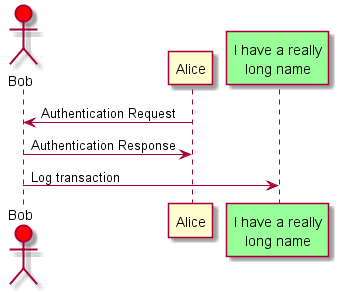 Bob
Alice
I have a really
long name
Authentication Request
Authentication Response
Log transaction
Bob
Alice
I have a really
long name